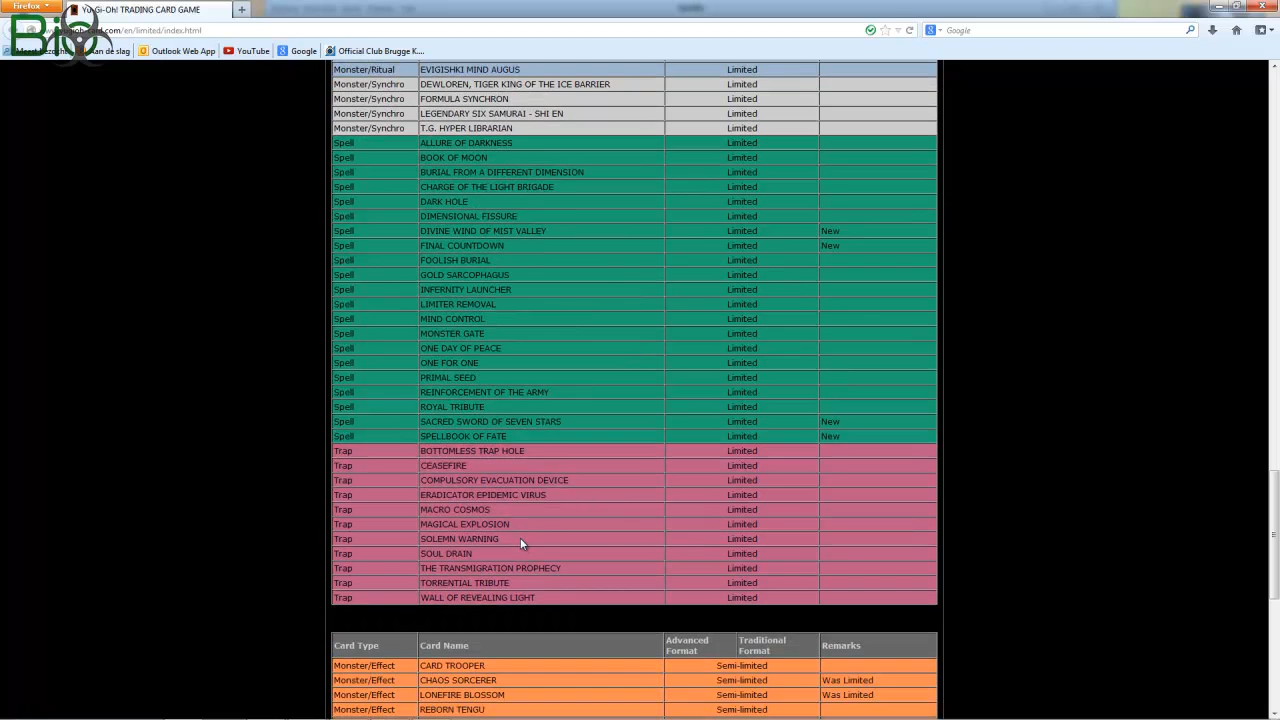 Firefox
Yu-Gi-Oh! TRADING CARD GAME
Bio
yugioh-card.com/en/limited/index.html
Google
Meest bezocht
Aan de slag
Outlook Web App
YouTube
Google
Official Club Brugge K....
Monster/Ritual EVIGISHKI MIND AUGUS Limited
Monster/Synchro DEWLOREN, TIGER KING OF THE ICE BARRIER Limited
Monster/Synchro FORMULA SYNCHRON Limited
Monster/Synchro LEGENDARY SIX SAMURAI - SHI EN Limited
Monster/Synchro T.G. HYPER LIBRARIAN Limited
Spell ALLURE OF DARKNESS Limited
Spell BOOK OF MOON Limited
Spell BURIAL FROM A DIFFERENT DIMENSION Limited
Spell CHARGE OF THE LIGHT BRIGADE Limited
Spell DARK HOLE Limited
Spell DIMENSIONAL FISSURE Limited
Spell DIVINE WIND OF MIST VALLEY Limited New
Spell FINAL COUNTDOWN Limited New
Spell FOOLISH BURIAL Limited
Spell GOLD SARCOPHAGUS Limited
Spell INFERNITY LAUNCHER Limited
Spell LIMITER REMOVAL Limited
Spell MIND CONTROL Limited
Spell MONSTER GATE Limited
Spell ONE DAY OF PEACE Limited
Spell ONE FOR ONE Limited
Spell PRIMAL SEED Limited
Spell REINFORCEMENT OF THE ARMY Limited
Spell ROYAL TRIBUTE Limited
Spell SACRED SWORD OF SEVEN STARS Limited New
Spell SPELLBOOK OF FATE Limited New
Trap BOTTOMLESS TRAP HOLE Limited
Trap CEASEFIRE Limited
Trap COMPULSORY EVACUATION DEVICE Limited
Trap ERADICATOR EPIDEMIC VIRUS Limited
Trap MACRO COSMOS Limited
Trap MAGICAL EXPLOSION Limited
Trap SOLEMN WARNING Limited
Trap SOUL DRAIN Limited
Trap THE TRANSMIGRATION PROPHECY Limited
Trap TORRENTIAL TRIBUTE Limited
Trap WALL OF REVEALING LIGHT Limited
Card Type Card Name Advanced Format Traditional Format Remarks
Monster/Effect CARD TROOPER Semi-limited
Monster/Effect CHAOS SORCERER Semi-limited Was Limited
Monster/Effect LONEFIRE BLOSSOM Semi-limited Was Limited
Monster/Effect REBORN TENGU Semi-limited